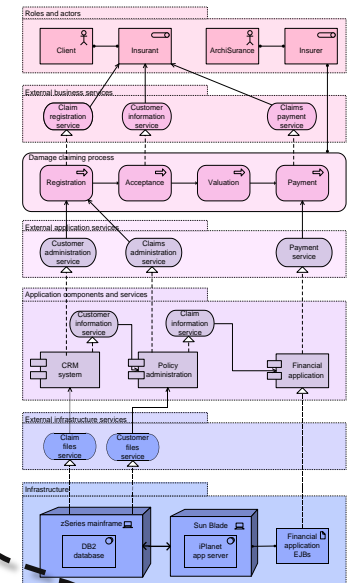 Roles and actors
Client
Insurant
ArchiSurance
Insurer
External business services
Claim
registration
service
Customer
information
service
Claims
payment
service
Damage claiming process
Registration
Acceptance
Valuation
Payment
External application services
Customer
administration
service
Claims
administration
service
Payment
service
Application components and services
Customer
information
service
Claim
information
service
CRM
system
Policy
administration
Financial
application
External infrastructure services
Claim
files
service
Customer
files
service
Infrastructure
zSeries mainframe
DB2
database
Sun Blade
iPlanet
app server
Financial
application
EJBs